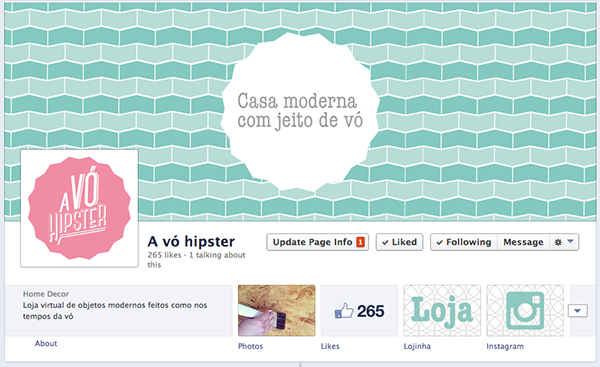 Casa moderna
com jeito de vó
A VÓ
HIPSTER
A vó hipster
265 likes · 1 talking about
this
Update Page Info 1
Liked
Following
Message
Home Decor
Loja virtual de objetos modernos feitos como nos
tempos da vó
About
265
Loja
Photos
Likes
Lojinha
Instagram